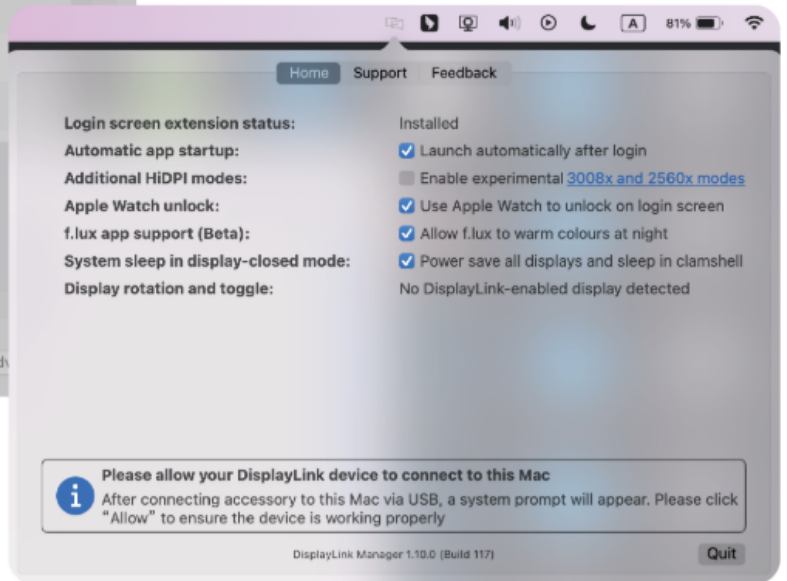 A 81%
Home Support Feedback
Login screen extension status: Installed
Automatic app startup: Launch automatically after login
Additional HiDPI modes: Enable experimental 3008x and 2560x modes
Apple Watch unlock: Use Apple Watch to unlock on login screen
f.lux app support (Beta): Allow f.lux to warm colours at night
System sleep in display-closed mode: Power save all displays and sleep in clamshell
Display rotation and toggle: No DisplayLink-enabled display detected
Please allow your DisplayLink device to connect to this Mac
After connecting accessory to this Mac via USB, a system prompt will appear. Please click
“Allow” to ensure the device is working properly
DisplayLink Manager 1.10.0 (Build 117)
Quit